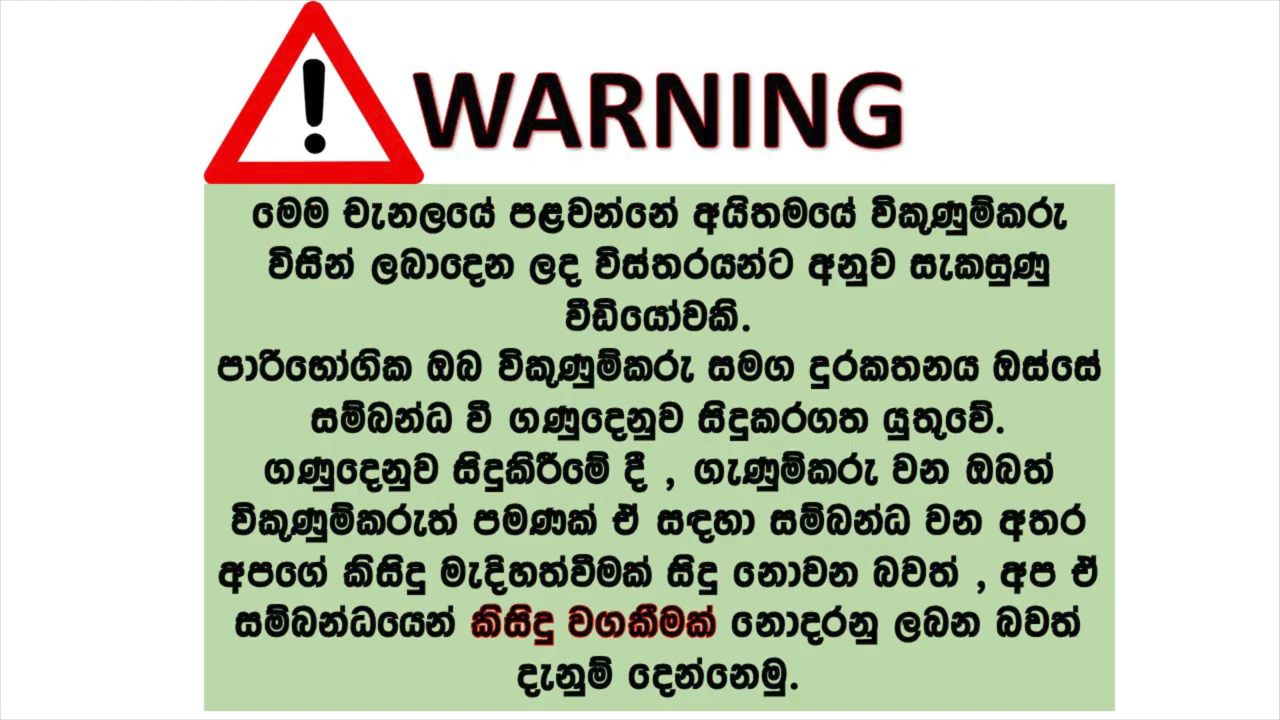 WARNING
මෙම චැනලයේ පළවන්නේ අයිතමයේ විකුණුම්කරු
විසින් ලබාදෙන ලද විස්තරයන්ට අනුව සැකසුණු
වීඩියෝවකි.
පාරිභෝගික ඔබ විකුණුම්කරු සමග දුරකතනය ඔස්සේ
සම්බන්ධ වී ගණුදෙනුව සිදුකරගත යුතුවේ.
ගණුදෙනුව සිදුකිරීමේ දී , ගැණුම්කරු වන ඔබත්
විකුණුම්කරුත් පමණක් ඒ සඳහා සම්බන්ධ වන අතර
අපගේ කිසිදු මැදිහත්වීමක් සිදු නොවන බවත් , අප ඒ
සම්බන්ධයෙන් කිසිදු වගකීමක් නොදරනු ලබන බවත්
දැනුම් දෙන්නෙමු.